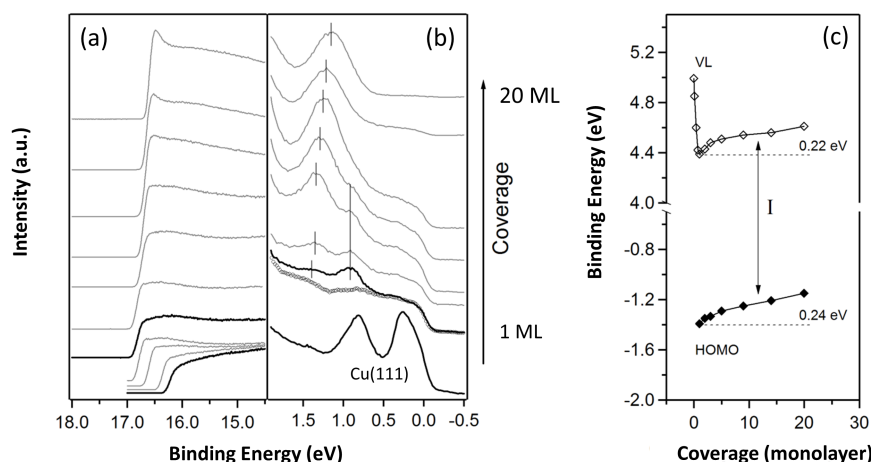 (a)
(b)
(c)
Intensity (a.u.)
20 ML
Coverage
1 ML
Cu(111)
18.0 17.0 16.0 15.0 1.5 1.0 0.5 0.0 -0.5
Binding Energy (eV)
Binding Energy (eV)
5.2
4.8
4.4
4.0
-0.8
-1.2
-1.6
-2.0
VL
0.22 eV
I
0.24 eV
HOMO
0 10 20 30
Coverage (monolayer)